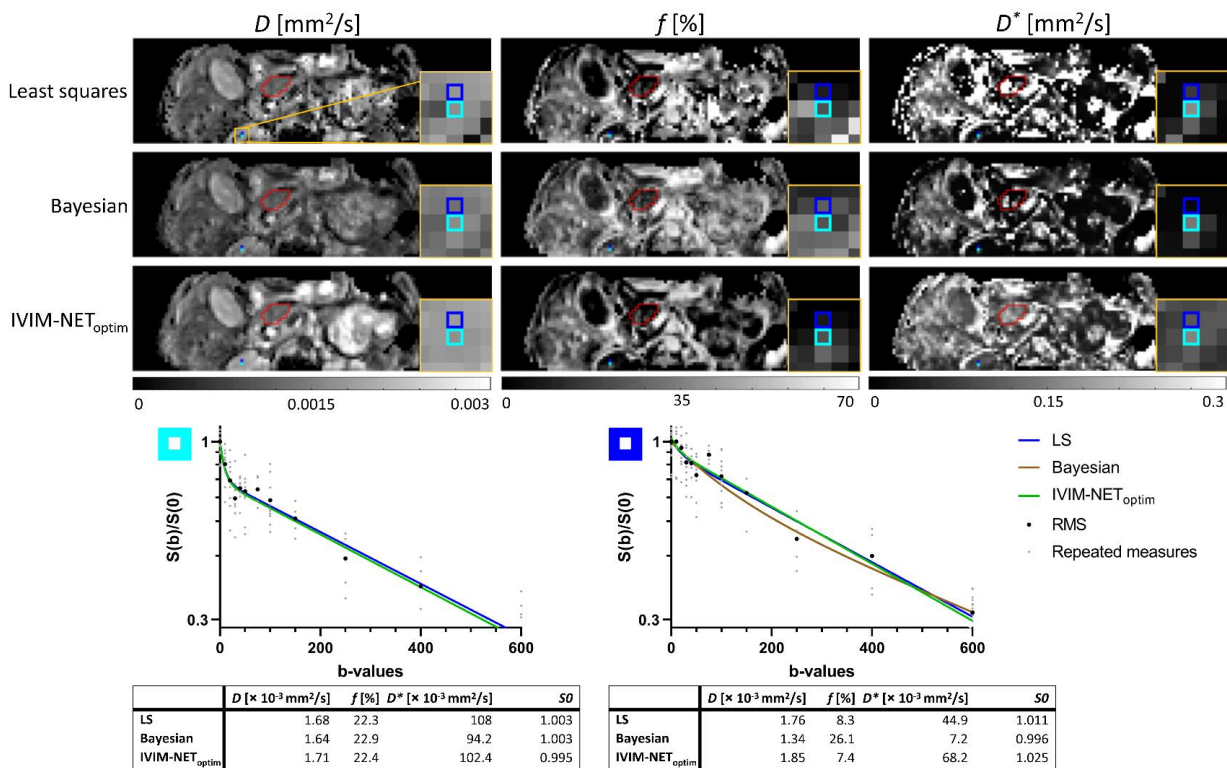 D [mm²/s] f [%] D* [mm²/s]
Least squares
Bayesian
IVIM-NEToptim
0 0.0015 0.003 0 35 70 0 0.15 0.3
1
0.3
S(b)/S(0)
0 200 400 600
b-values
1
0.3
S(b)/S(0)
0 200 400 600
b-values
LS
Bayesian
IVIM-NEToptim
RMS
Repeated measures
D [× 10⁻³ mm²/s] f [%] D* [× 10⁻³ mm²/s] S0
LS 1.68 22.3 108 1.003
Bayesian 1.64 22.9 94.2 1.003
IVIM-NEToptim 1.71 22.4 102.4 0.995
D [× 10⁻³ mm²/s] f [%] D* [× 10⁻³ mm²/s] S0
LS 1.76 8.3 44.9 1.011
Bayesian 1.34 26.1 7.2 0.996
IVIM-NEToptim 1.85 7.4 68.2 1.025